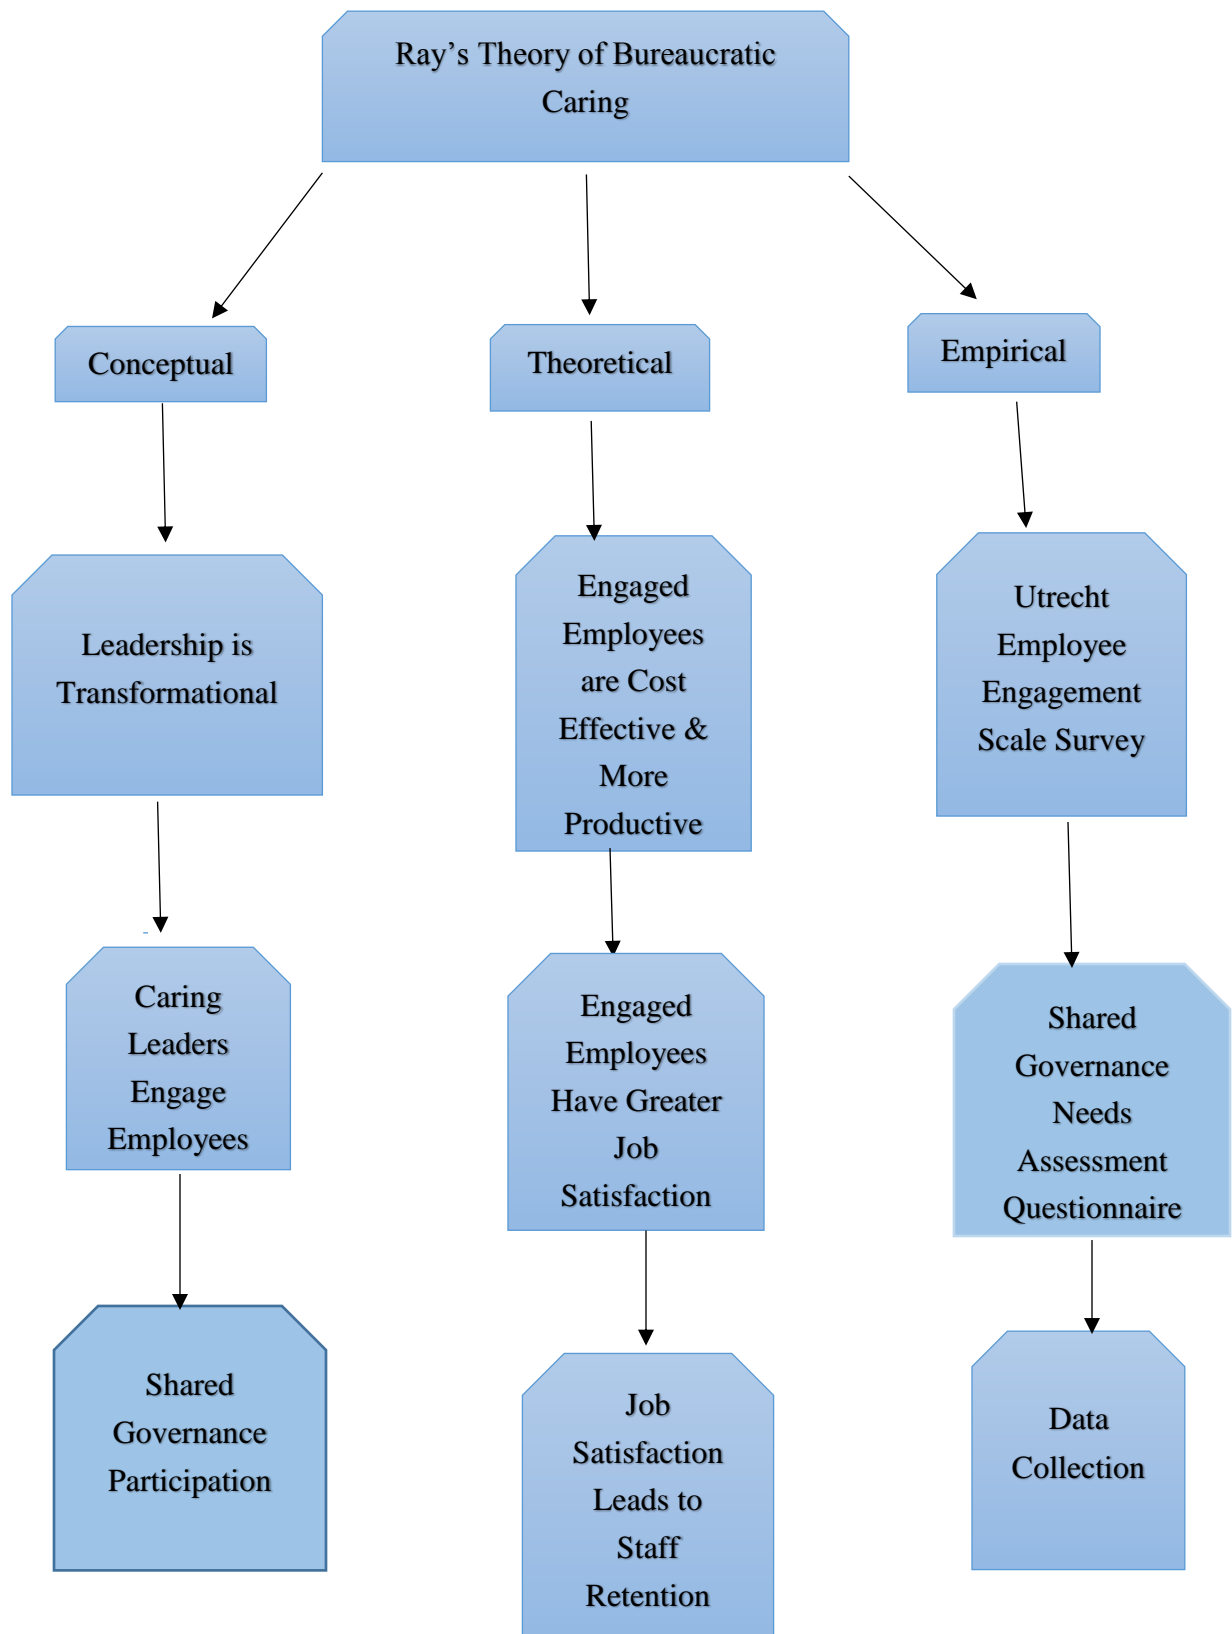 Ray’s Theory of Bureaucratic
Caring
Conceptual
Theoretical
Empirical
Leadership is
Transformational
Engaged
Employees
are Cost
Effective &
More
Productive
Utrecht
Employee
Engagement
Scale Survey
Caring
Leaders
Engage
Employees
Engaged
Employees
Have Greater
Job
Satisfaction
Shared
Governance
Needs
Assessment
Questionnaire
Shared
Governance
Participation
Job
Satisfaction
Leads to
Staff
Retention
Data
Collection